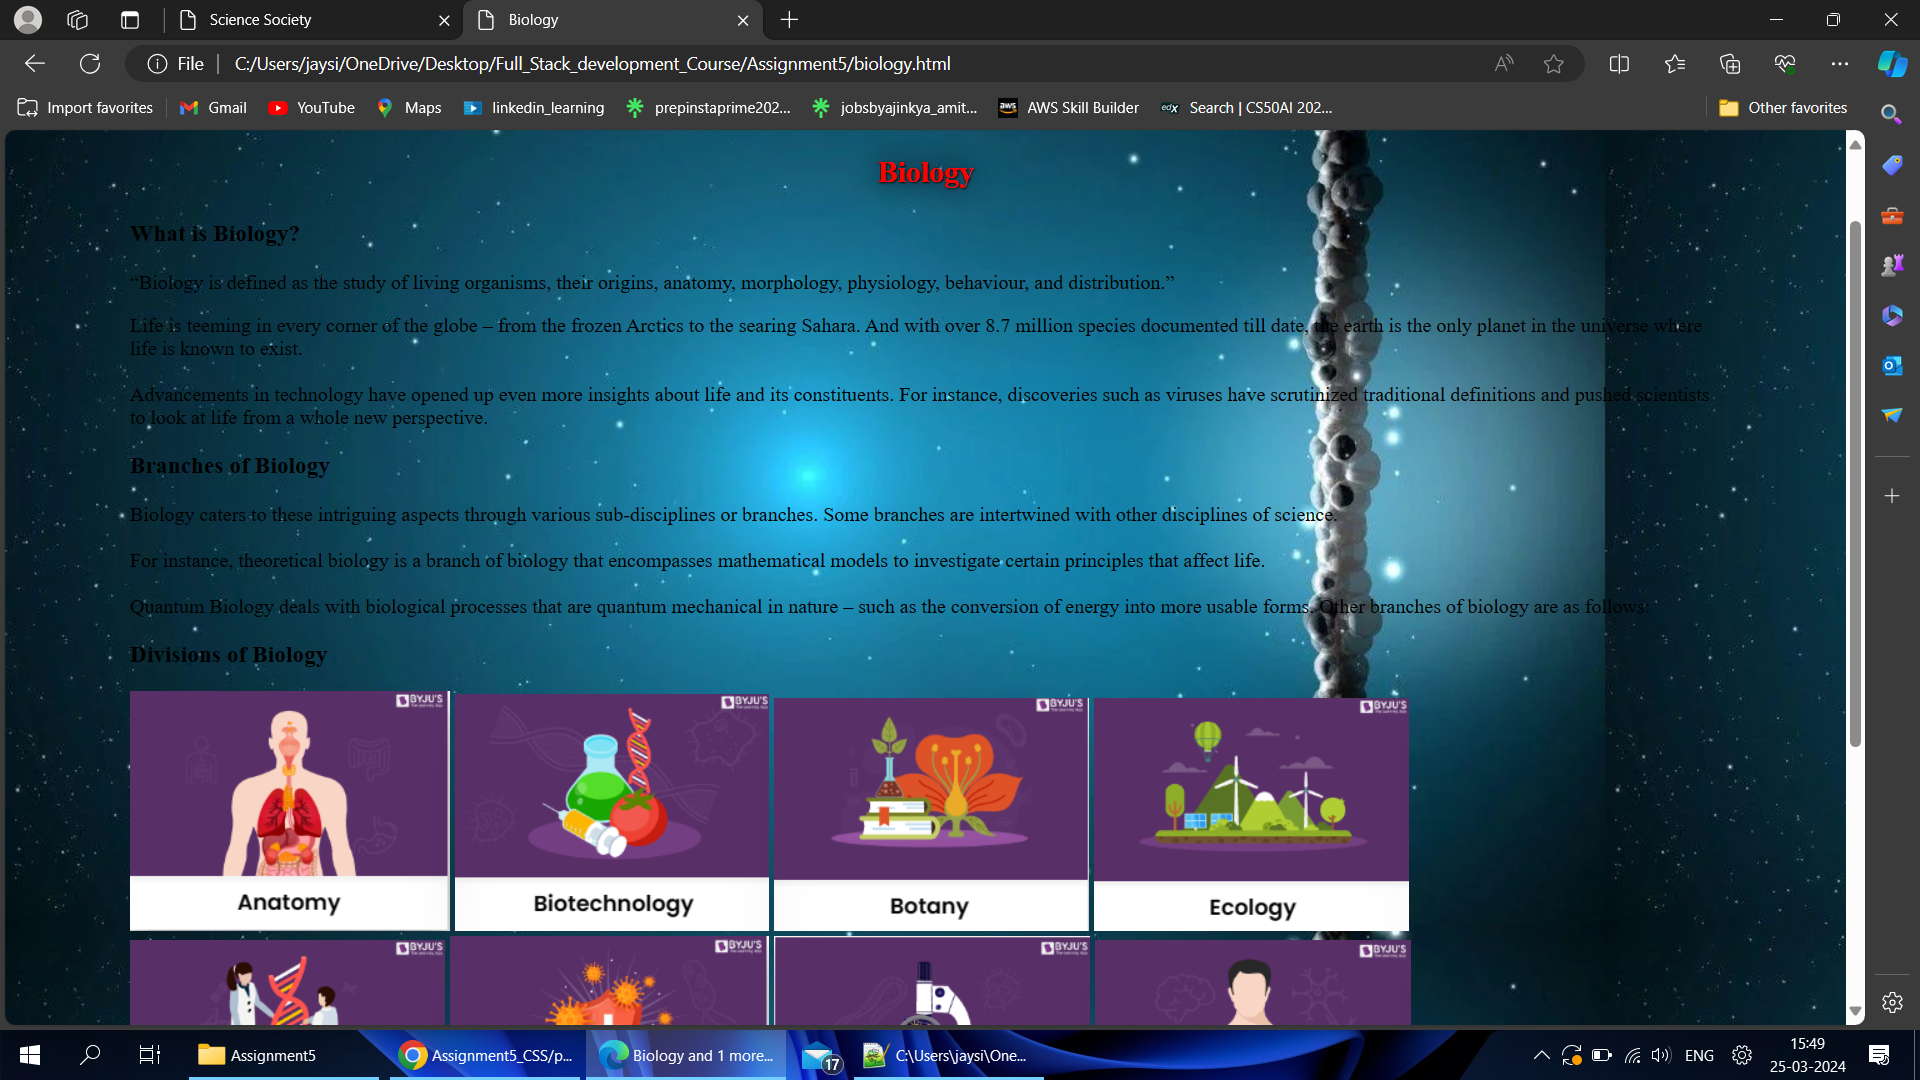 Science Society
Biology
File
C:/Users/jaysi/OneDrive/Desktop/Full_Stack_development_Course/Assignment5/biology.html
Import favorites
Gmail
YouTube
Maps
linkedin_learning
prepinstaprime202...
jobsbyajinkya_amit...
aws
AWS Skill Builder
edX
Search | CS50AI 202...
Other favorites
Biology
What is Biology?
“Biology is defined as the study of living organisms, their origins, anatomy, morphology, physiology, behaviour, and distribution.”
Life is teeming in every corner of the globe – from the frozen Arctics to the searing Sahara. And with over 8.7 million species documented till date, the earth is the only planet in the universe where
life is known to exist.
Advancements in technology have opened up even more insights about life and its constituents. For instance, discoveries such as viruses have scrutinized traditional definitions and pushed scientists
to look at life from a whole new perspective.
Branches of Biology
Biology caters to these intriguing aspects through various sub-disciplines or branches. Some branches are intertwined with other disciplines of science.
For instance, theoretical biology is a branch of biology that encompasses mathematical models to investigate certain principles that affect life.
Quantum Biology deals with biological processes that are quantum mechanical in nature – such as the conversion of energy into more usable forms. Other branches of biology are as follows:
Divisions of Biology
BYJU'S
BYJU'S
BYJU'S
BYJU'S
Anatomy
Biotechnology
Botany
Ecology
BYJU'S
BYJU'S
BYJU'S
BYJU'S
Assignment5
Assignment5_CSS/p...
Biology and 1 more...
17
C:\Users\jaysi\One...
ENG
15:49
25-03-2024